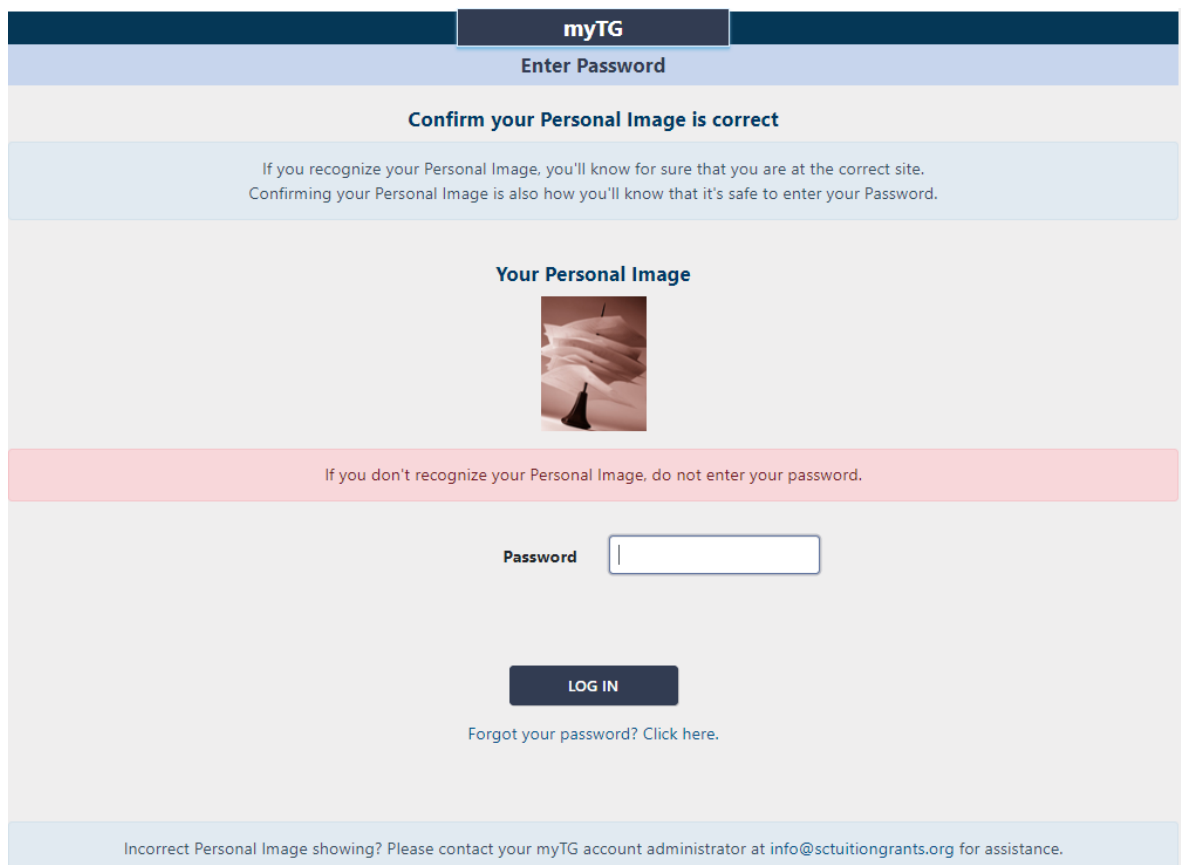 myTG
Enter Password
Confirm your Personal Image is correct
If you recognize your Personal Image, you'll know for sure that you are at the correct site.
Confirming your Personal Image is also how you'll know that it's safe to enter your Password.
Your Personal Image
If you don't recognize your Personal Image, do not enter your password.
Password
LOG IN
Forgot your password? Click here.
Incorrect Personal Image showing? Please contact your myTG account administrator at info@sctuitiongrants.org for assistance.